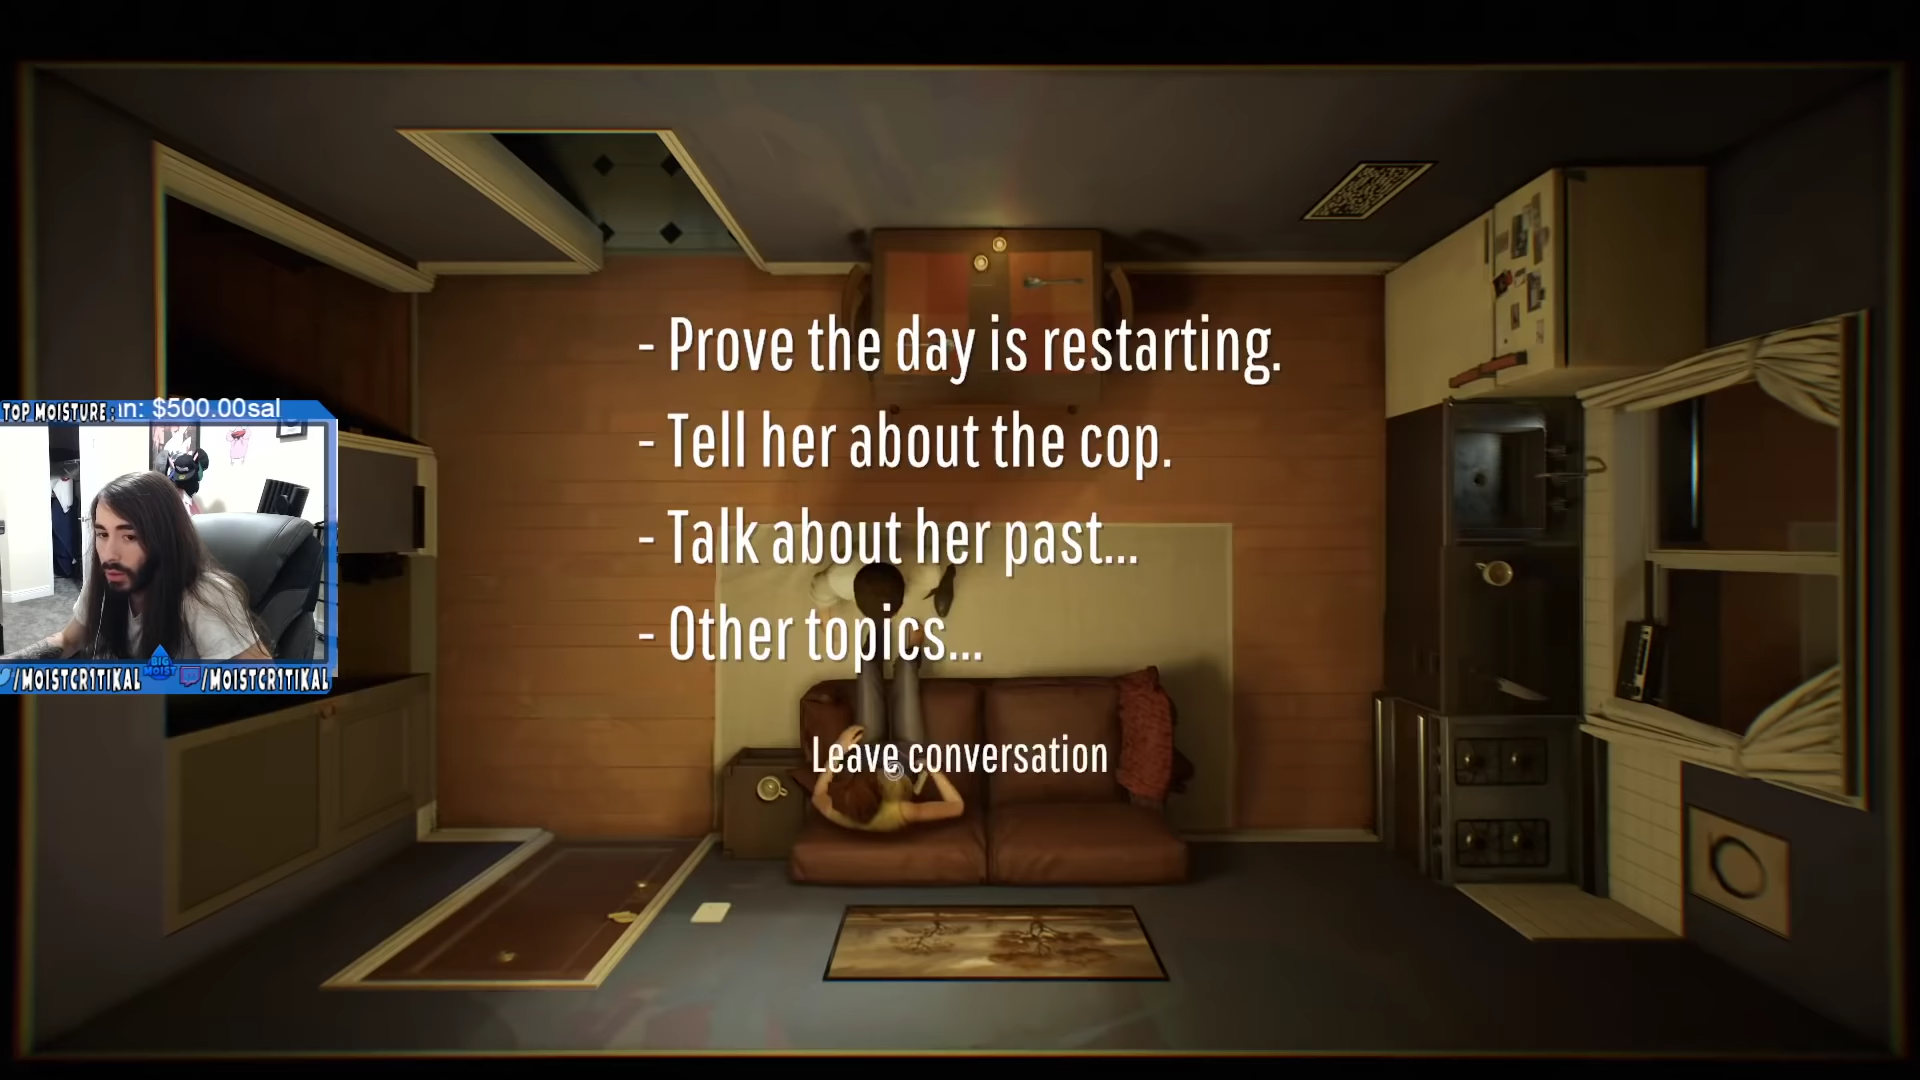 - Prove the day is restarting.
- Tell her about the cop.
- Talk about her past...
- Other topics...
Leave conversation
TOP MOISTURE: an: $500.00sal
/MOISTCR1TIKAL
BIG
MOIST
/MOISTCR1TIKAL